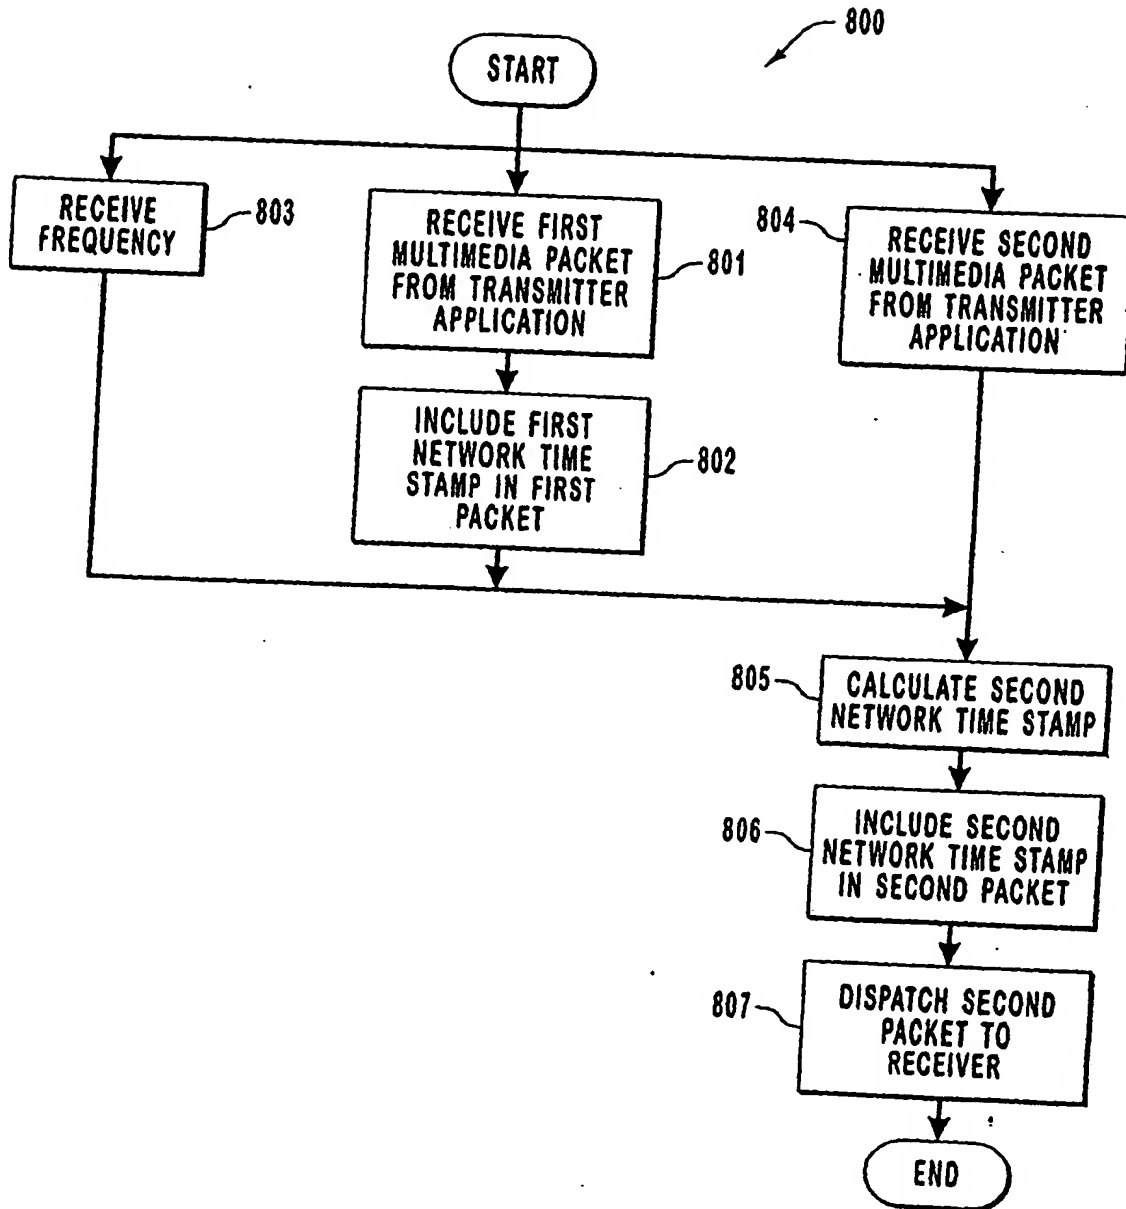 800
START
RECEIVE
FREQUENCY
803
RECEIVE FIRST
MULTIMEDIA PACKET
FROM TRANSMITTER
APPLICATION
801
804
RECEIVE SECOND
MULTIMEDIA PACKET
FROM TRANSMITTER
APPLICATION
INCLUDE FIRST
NETWORK TIME
STAMP IN FIRST
PACKET
802
805
CALCULATE SECOND
NETWORK TIME STAMP
806
INCLUDE SECOND
NETWORK TIME STAMP
IN SECOND PACKET
807
DISPATCH SECOND
PACKET TO
RECEIVER
END